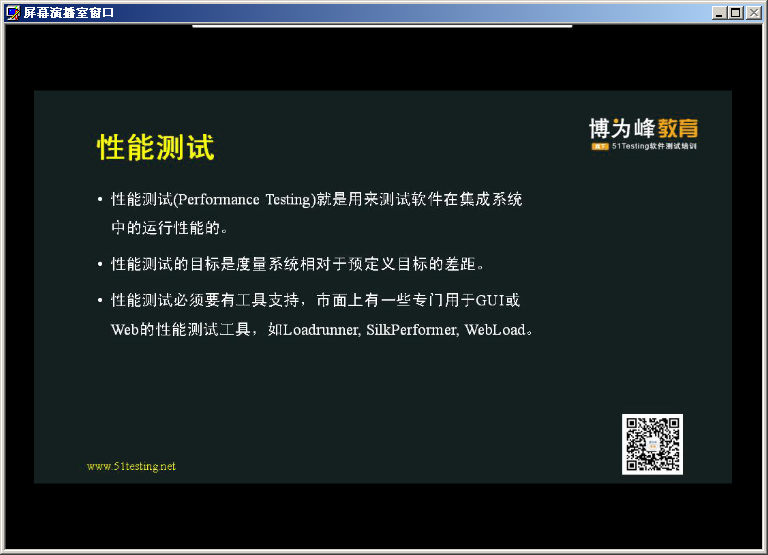 屏幕演播室窗口
博为峰教育
51Testing软件测试培训
性能测试
• 性能测试(Performance Testing)就是用来测试软件在集成系统
中的运行性能的。
• 性能测试的目标是度量系统相对于预定义目标的差距。
• 性能测试必须要有工具支持，市面上有一些专门用于GUI或
Web的性能测试工具，如Loadrunner, SilkPerformer, WebLoad。
www.51testing.net